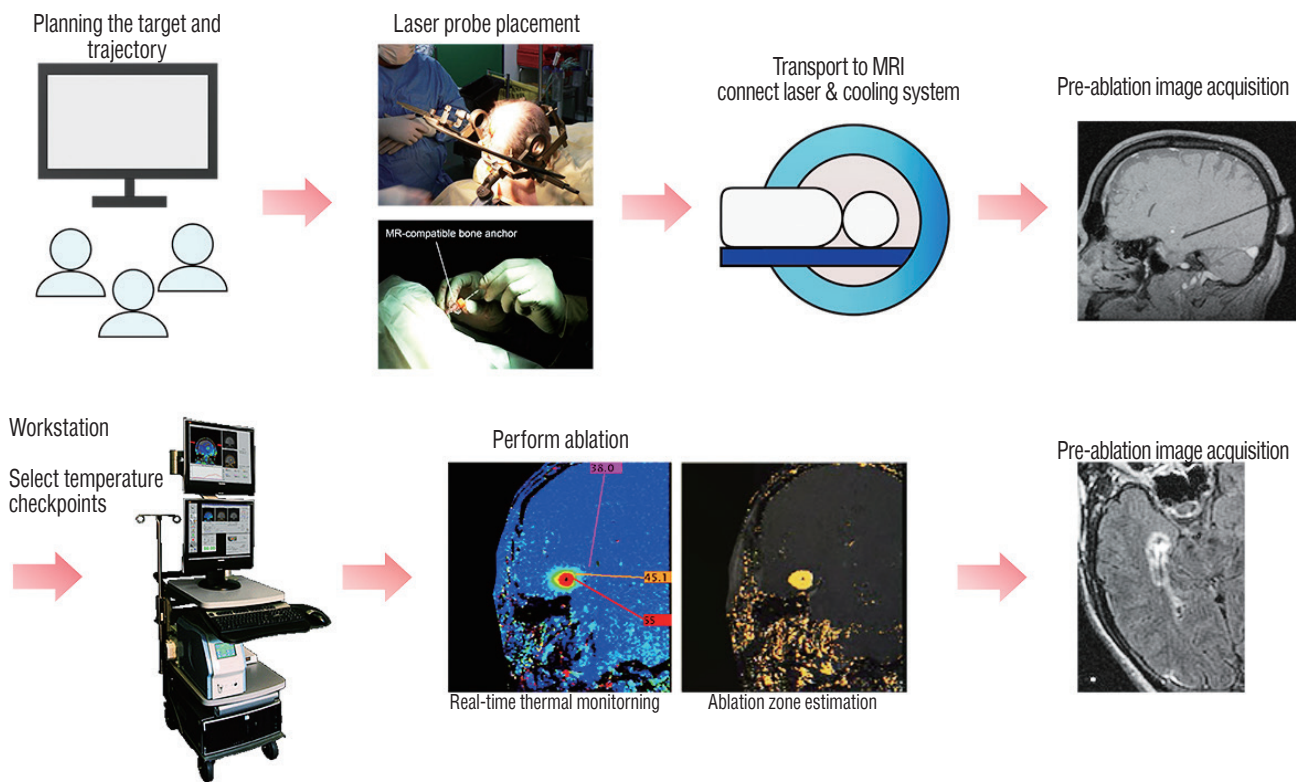 Planning the target and
trajectory
Laser probe placement
MR-compatible bone anchor
Transport to MRI
connect laser & cooling system
Pre-ablation image acquisition
Workstation
Select temperature
checkpoints
Perform ablation
38.0
45.1
55
Real-time thermal monitorning
Ablation zone estimation
Pre-ablation image acquisition